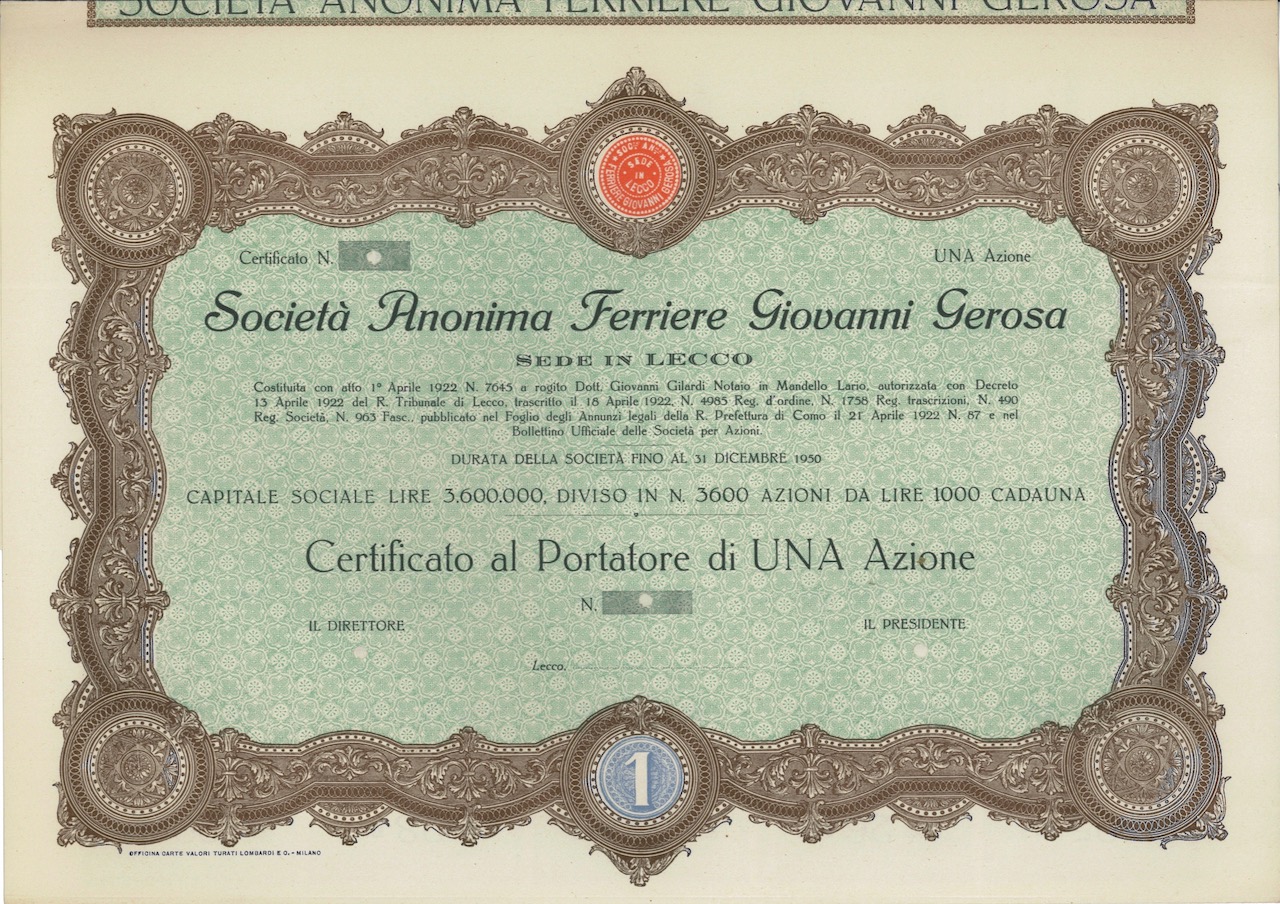 SOCIETÀ ANONIMA FERRIERE GIOVANNI GEROSA
SOC. AN. FERRIERE GIOVANNI GEROSA
SEDE
IN
LECCO
Certificato N.
UNA Azione
Società Anonima Ferriere Giovanni Gerosa
SEDE IN LECCO
Costituita con atto 1º Aprile 1922 N. 7645 a rogito Dott. Giovanni Gilardi Notaio in Mandello Lario, autorizzata con Decreto
13 Aprile 1922 del R. Tribunale di Lecco, trascritto il 18 Aprile 1922, N. 4985 Reg. d'ordine, N. 1758 Reg. trascrizioni, N. 490
Reg. Società, N. 963 Fasc., pubblicato nel Foglio degli Annunzi legali della R. Prefettura di Como il 21 Aprile 1922 N. 87 e nel
Bollettino Ufficiale delle Società per Azioni.
DURATA DELLA SOCIETÀ FINO AL 31 DICEMBRE 1950
CAPITALE SOCIALE LIRE 3.600.000, DIVISO IN N. 3600 AZIONI DA LIRE 1000 CADAUNA
Certificato al Portatore di UNA Azione
N.
IL DIRETTORE
IL PRESIDENTE
Lecco,
1
OFFICINA CARTE VALORI TURATI LOMBARDI E C. - MILANO